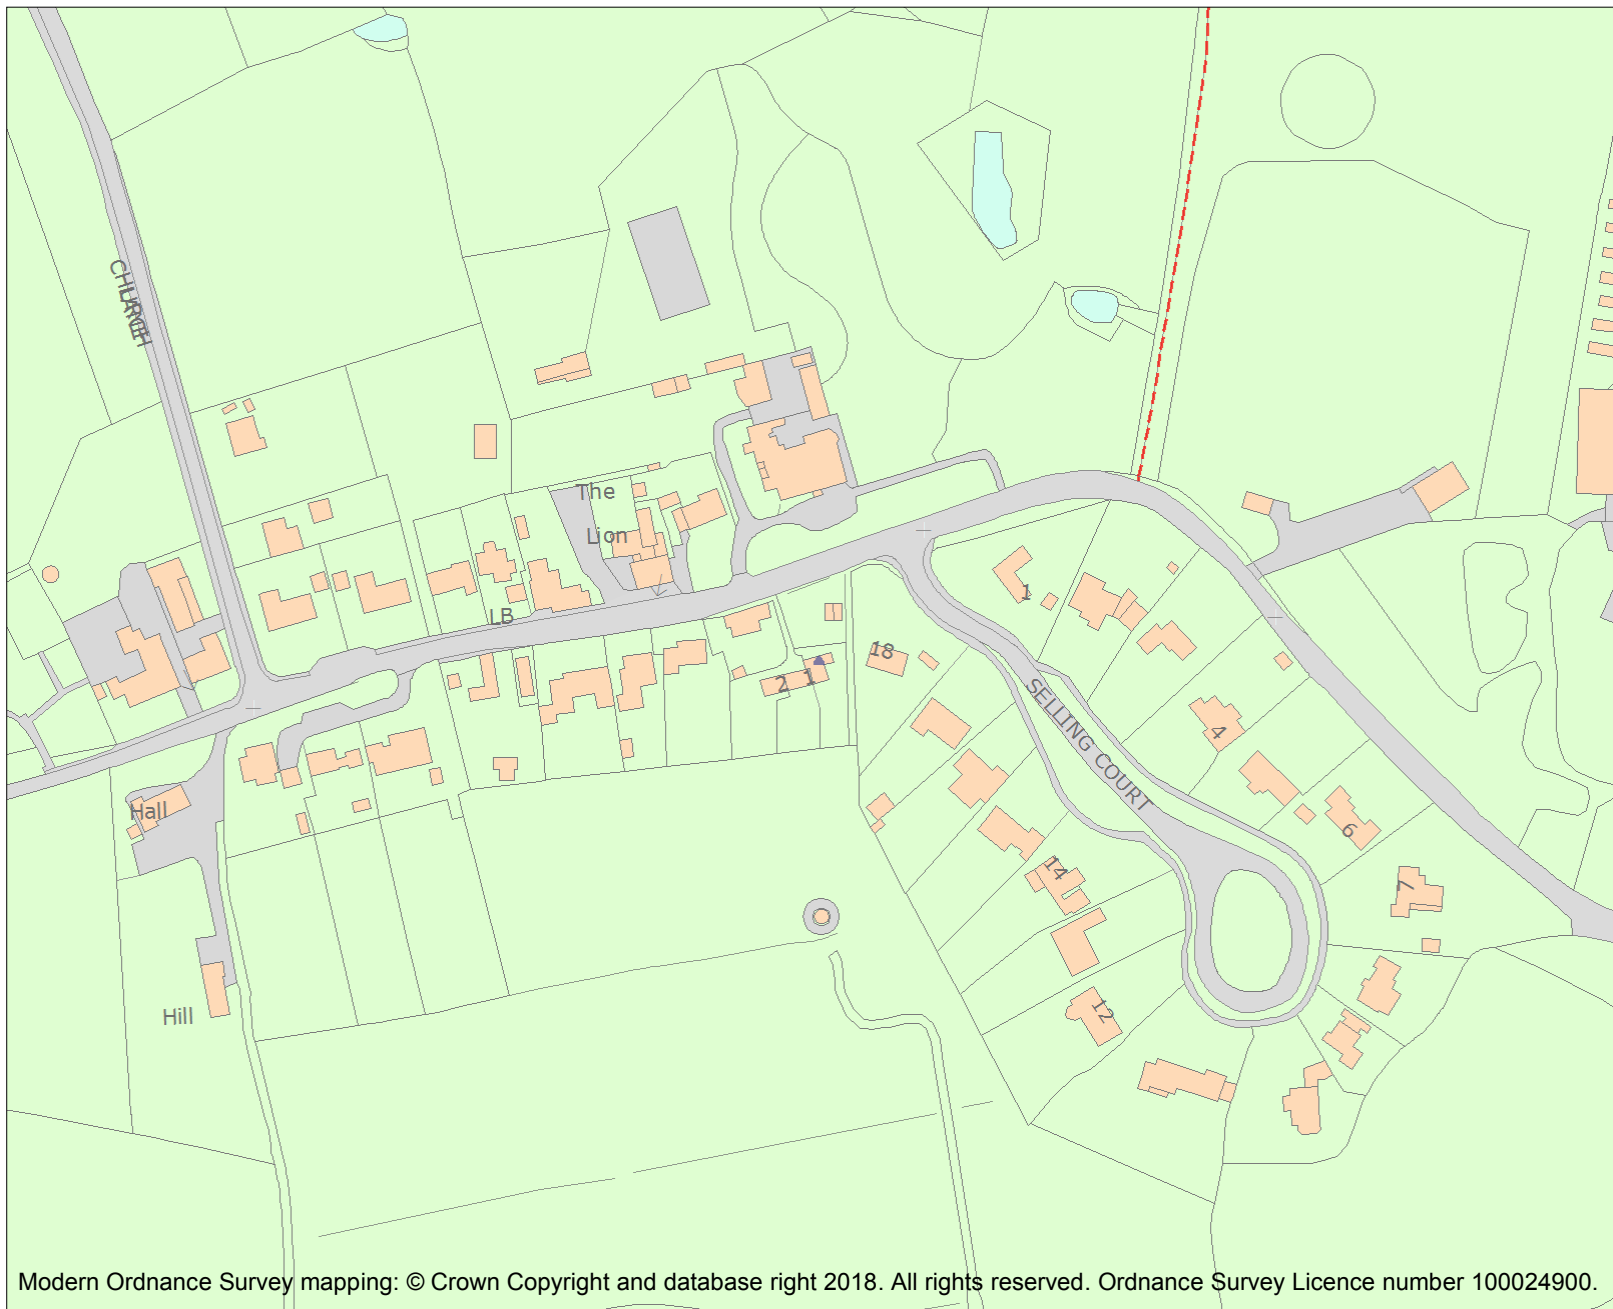 CHURCH
LANE
The
Lion
LB
1
18
2 1
SELLING COURT
4
Hall
6
14
7
12
Hill
Modern Ordnance Survey mapping: © Crown Copyright and database right 2018. All rights reserved. Ordnance Survey Licence number 100024900.